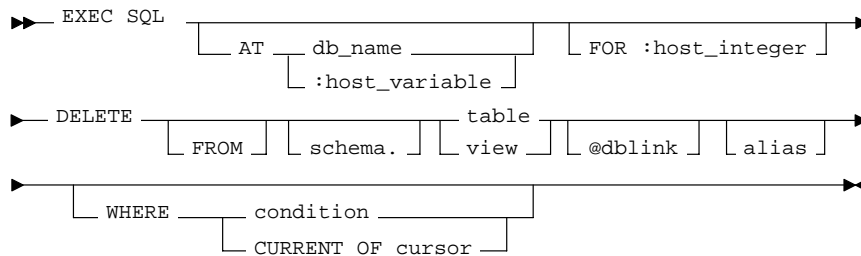 EXEC SQL
AT db_name FOR :host_integer
:host_variable
DELETE table
FROM schema. view @dblink alias
WHERE condition
CURRENT OF cursor